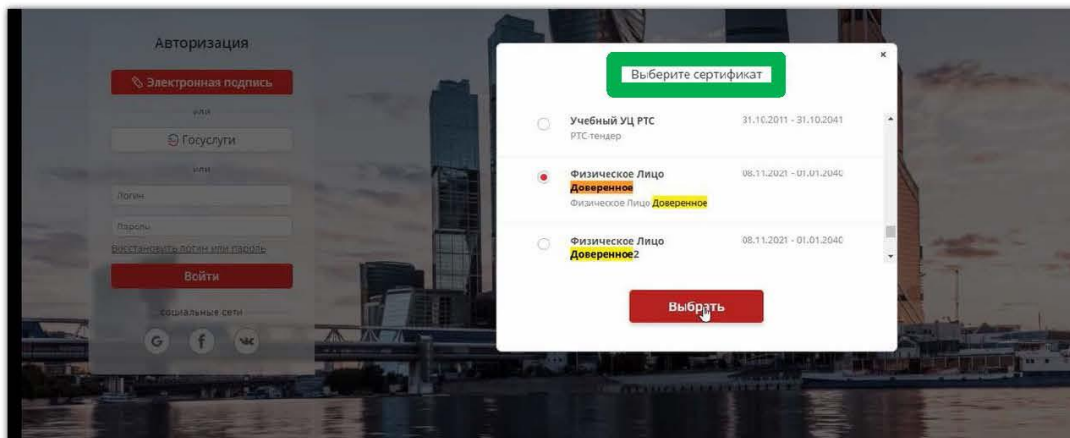 Авторизация
Электронная подпись
или
Госуслуги
или
Логин
Пароль
восстановить логин или пароль
Войти
социальные сети
G f
Выберите сертификат
×
Учебный УЦ РТС 31.10.2011 - 31.10.2041
РТС-тендер
Физическое Лицо 08.11.2021 - 01.01.2040
Доверенное
Физическое Лицо Доверенное
Физическое Лицо 08.11.2021 - 01.01.2040
Доверенное2
Выбрать